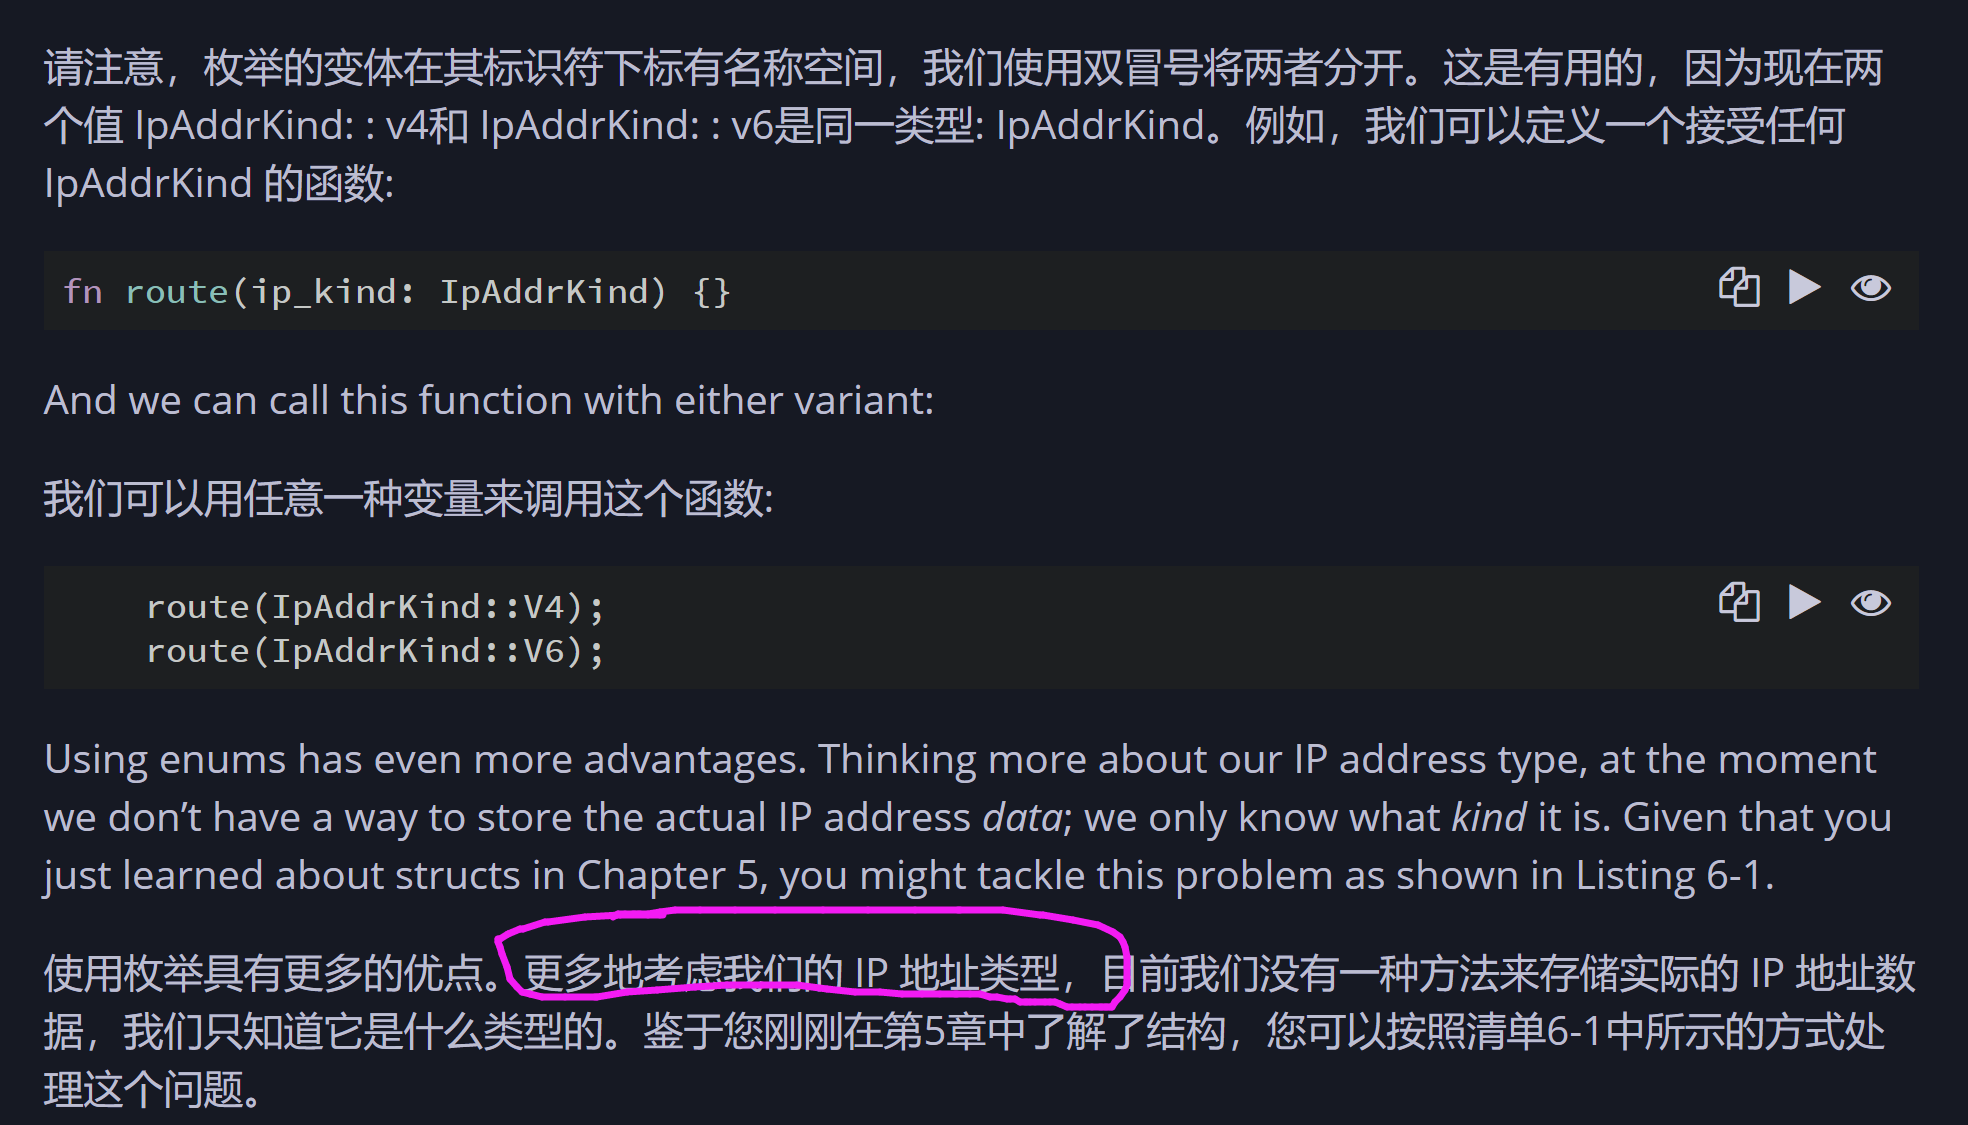 请注意，枚举的变体在其标识符下标有名称空间，我们使用双冒号将两者分开。这是有用的，因为现在两
个值 IpAddrKind: : v4和 IpAddrKind: : v6是同一类型: IpAddrKind。例如，我们可以定义一个接受任何
IpAddrKind 的函数:
fn route(ip_kind: IpAddrKind) {}
And we can call this function with either variant:
我们可以用任意一种变量来调用这个函数:
route(IpAddrKind::V4);
route(IpAddrKind::V6);
Using enums has even more advantages. Thinking more about our IP address type, at the moment
we don’t have a way to store the actual IP address data; we only know what kind it is. Given that you
just learned about structs in Chapter 5, you might tackle this problem as shown in Listing 6-1.
使用枚举具有更多的优点。更多地考虑我们的 IP 地址类型，目前我们没有一种方法来存储实际的 IP 地址数
据，我们只知道它是什么类型的。鉴于您刚刚在第5章中了解了结构，您可以按照清单6-1中所示的方式处
理这个问题。